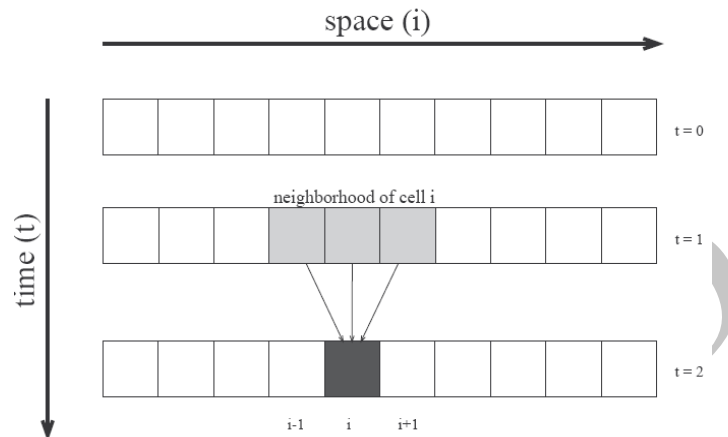 space (i)
time (t)
t = 0
neighborhood of cell i
t = 1
t = 2
i-1 i i+1